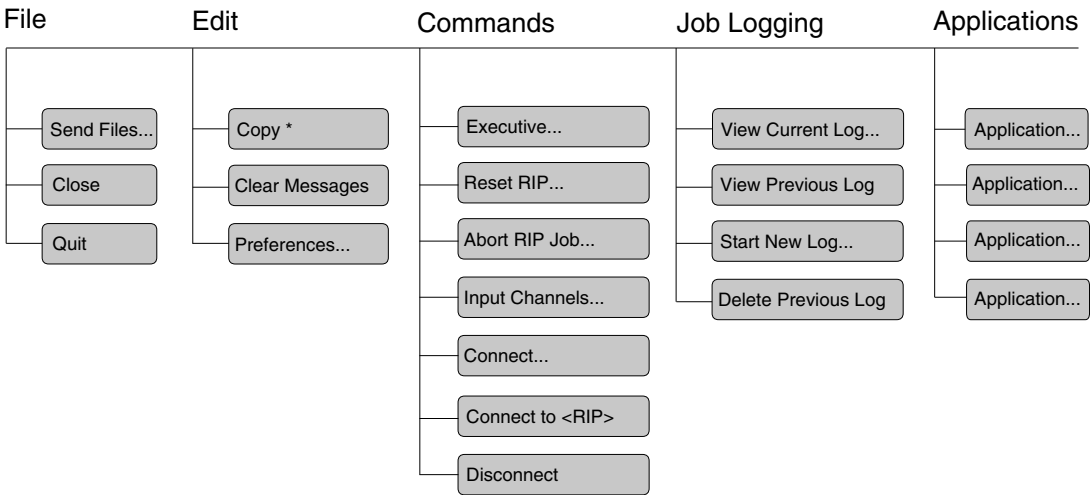 File
Edit
Commands
Job Logging
Applications
Send Files...
Close
Quit
Copy *
Clear Messages
Preferences...
Executive...
Reset RIP...
Abort RIP Job...
Input Channels...
Connect...
Connect to <RIP>
Disconnect
View Current Log...
View Previous Log
Start New Log...
Delete Previous Log
Application...
Application...
Application...
Application...